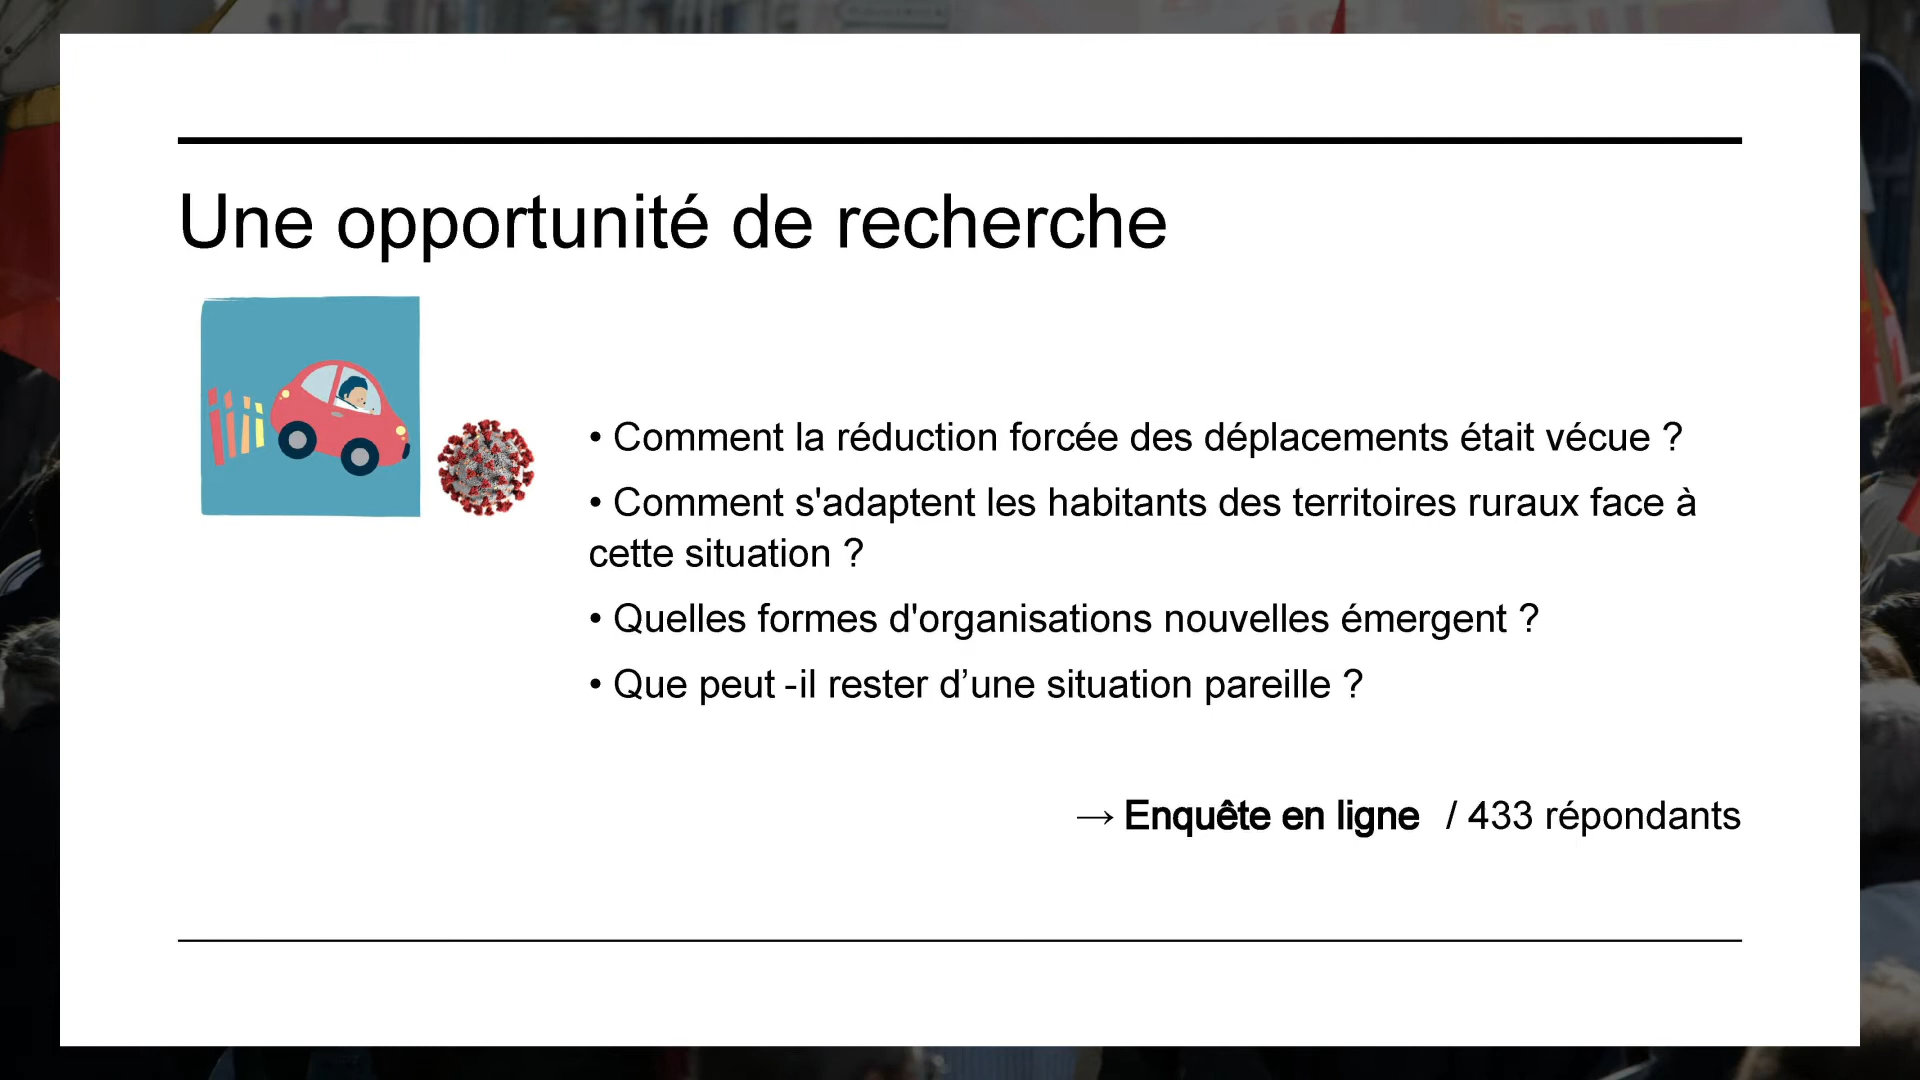 Une opportunité de recherche
• Comment la réduction forcée des déplacements était vécue ?
• Comment s'adaptent les habitants des territoires ruraux face à
cette situation ?
• Quelles formes d'organisations nouvelles émergent ?
• Que peut -il rester d’une situation pareille ?
→ Enquête en ligne / 433 répondants